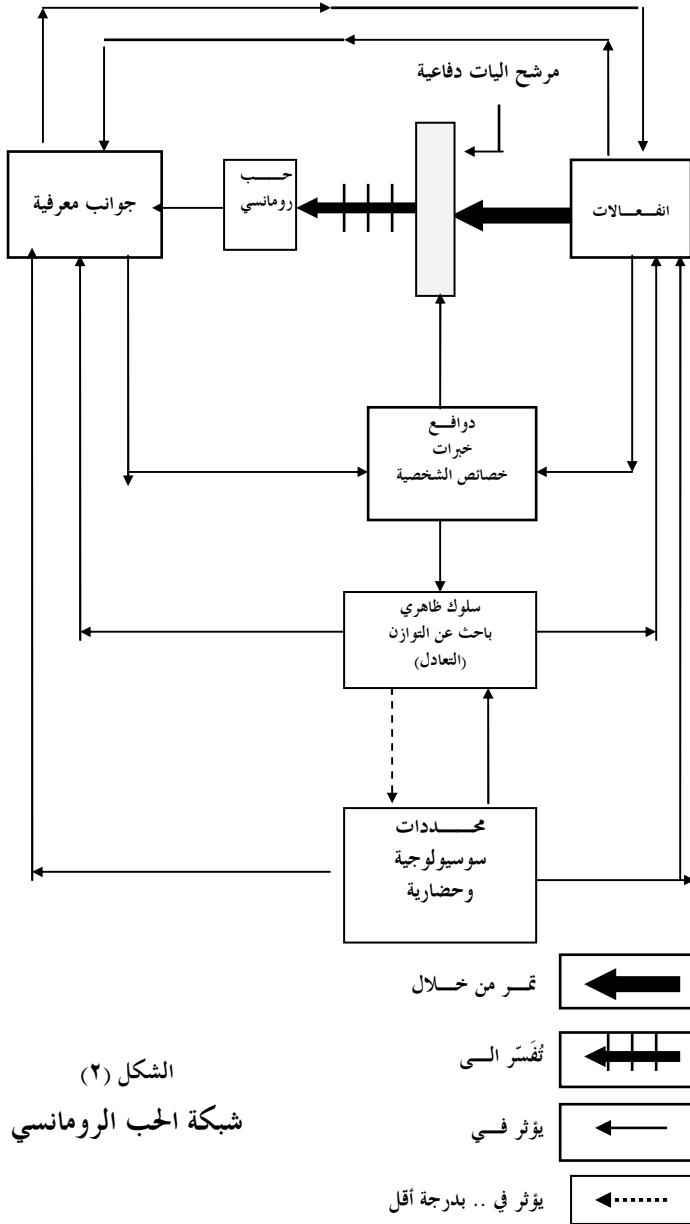 مرشح اليات دفاعية
انفعالات
حب
رومانسي
جوانب معرفية
دوافع
خبرات
خصائص الشخصية
سلوك ظاهري
باحث عن التوازن
(التعادل)
محددات
سوسيولوجية
وحضارية
تمر من خلال
تُفَسّر الى
يؤثر في
يؤثر في .. بدرجة أقل
الشكل (٢)
شبكة الحب الرومانسي